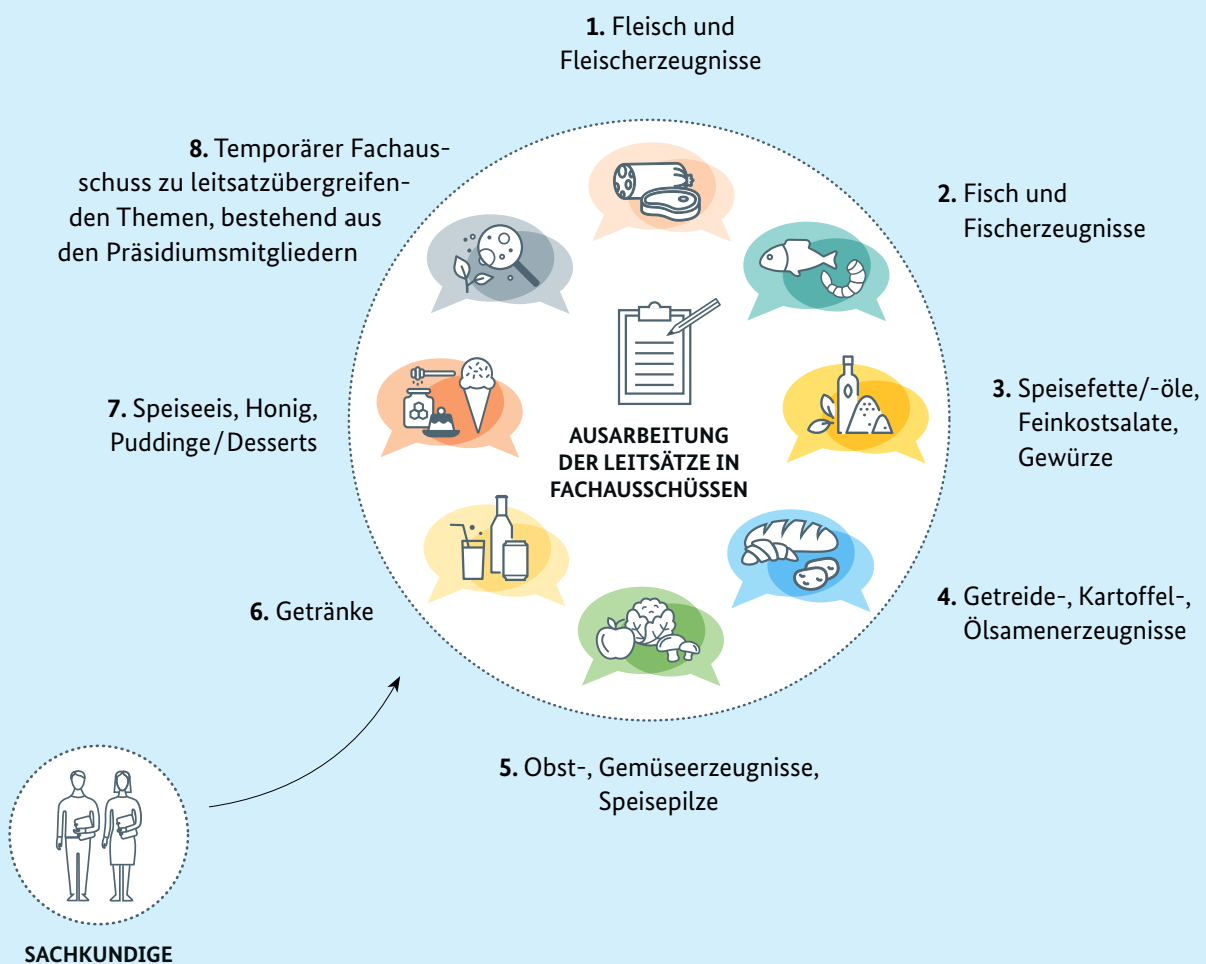 1. Fleisch und
Fleischerzeugnisse
2. Fisch und
Fischerzeugnisse
3. Speisefette/-öle,
Feinkostsalate,
Gewürze
4. Getreide-, Kartoffel-,
Ölsamenerzeugnisse
5. Obst-, Gemüseerzeugnisse,
Speisepilze
6. Getränke
7. Speiseeis, Honig,
Puddinge/Desserts
8. Temporärer Fachaus-
schuss zu leitsatzübergreifen-
den Themen, bestehend aus
den Präsidiumsmitgliedern
AUSARBEITUNG
DER LEITSÄTZE IN
FACHAUSSCHÜSSEN
SACHKUNDIGE